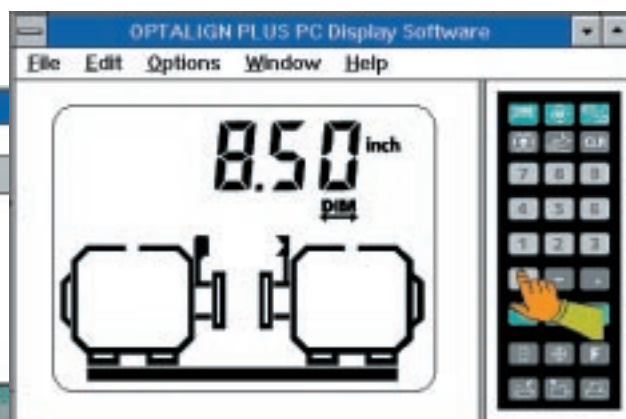 OPTALIGN PLUS PC Display Software
File Edit Options Window Help
8.50 inch
DIM
CLR
7 8 9
4 5 6
1 2 3
F